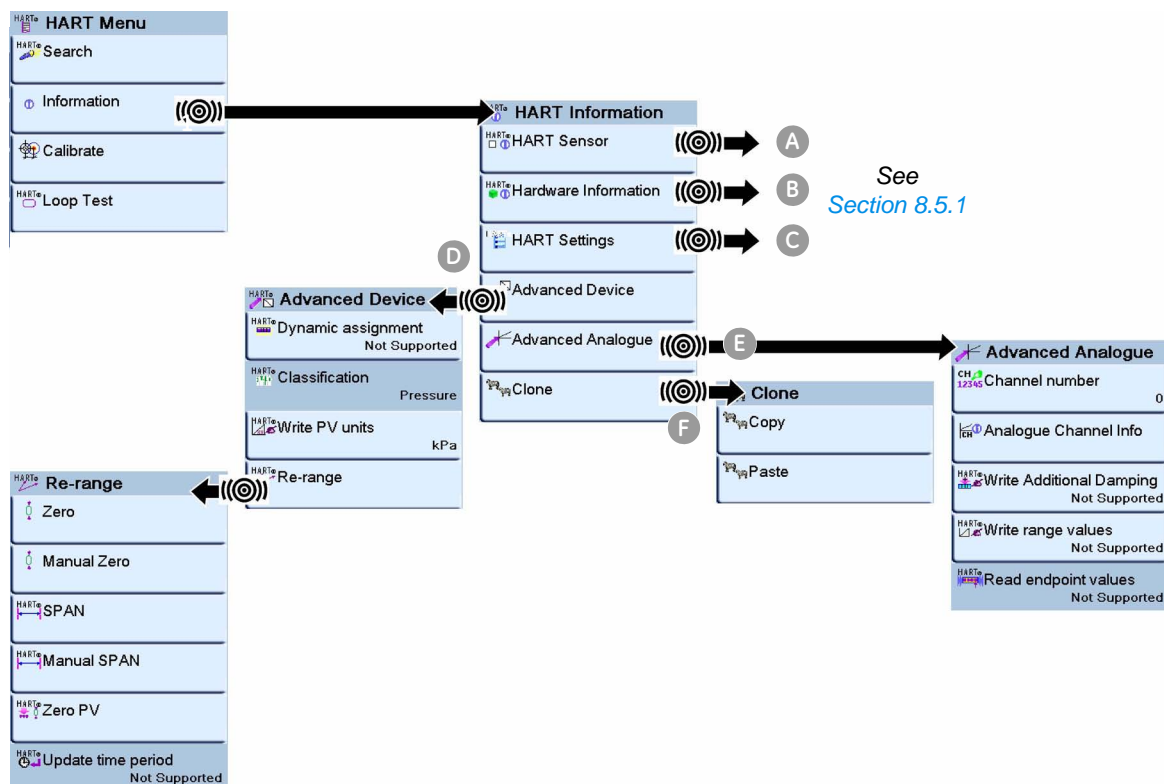 HART Menu
Search
Information
Calibrate
Loop Test
HART Information
HART Sensor
A
Hardware Information
B
HART Settings
C
See
Section 8.5.1
D
Advanced Device
Advanced Analogue
E
Clone
F
Advanced Device
Dynamic assignment
Not Supported
Classification
Pressure
Write PV units
kPa
Re-range
Clone
Copy
Paste
Advanced Analogue
CH
12345 Channel number
0
Analogue Channel Info
Write Additional Damping
Not Supported
Write range values
Not Supported
Read endpoint values
Not Supported
Re-range
Zero
Manual Zero
SPAN
Manual SPAN
Zero PV
Update time period
Not Supported